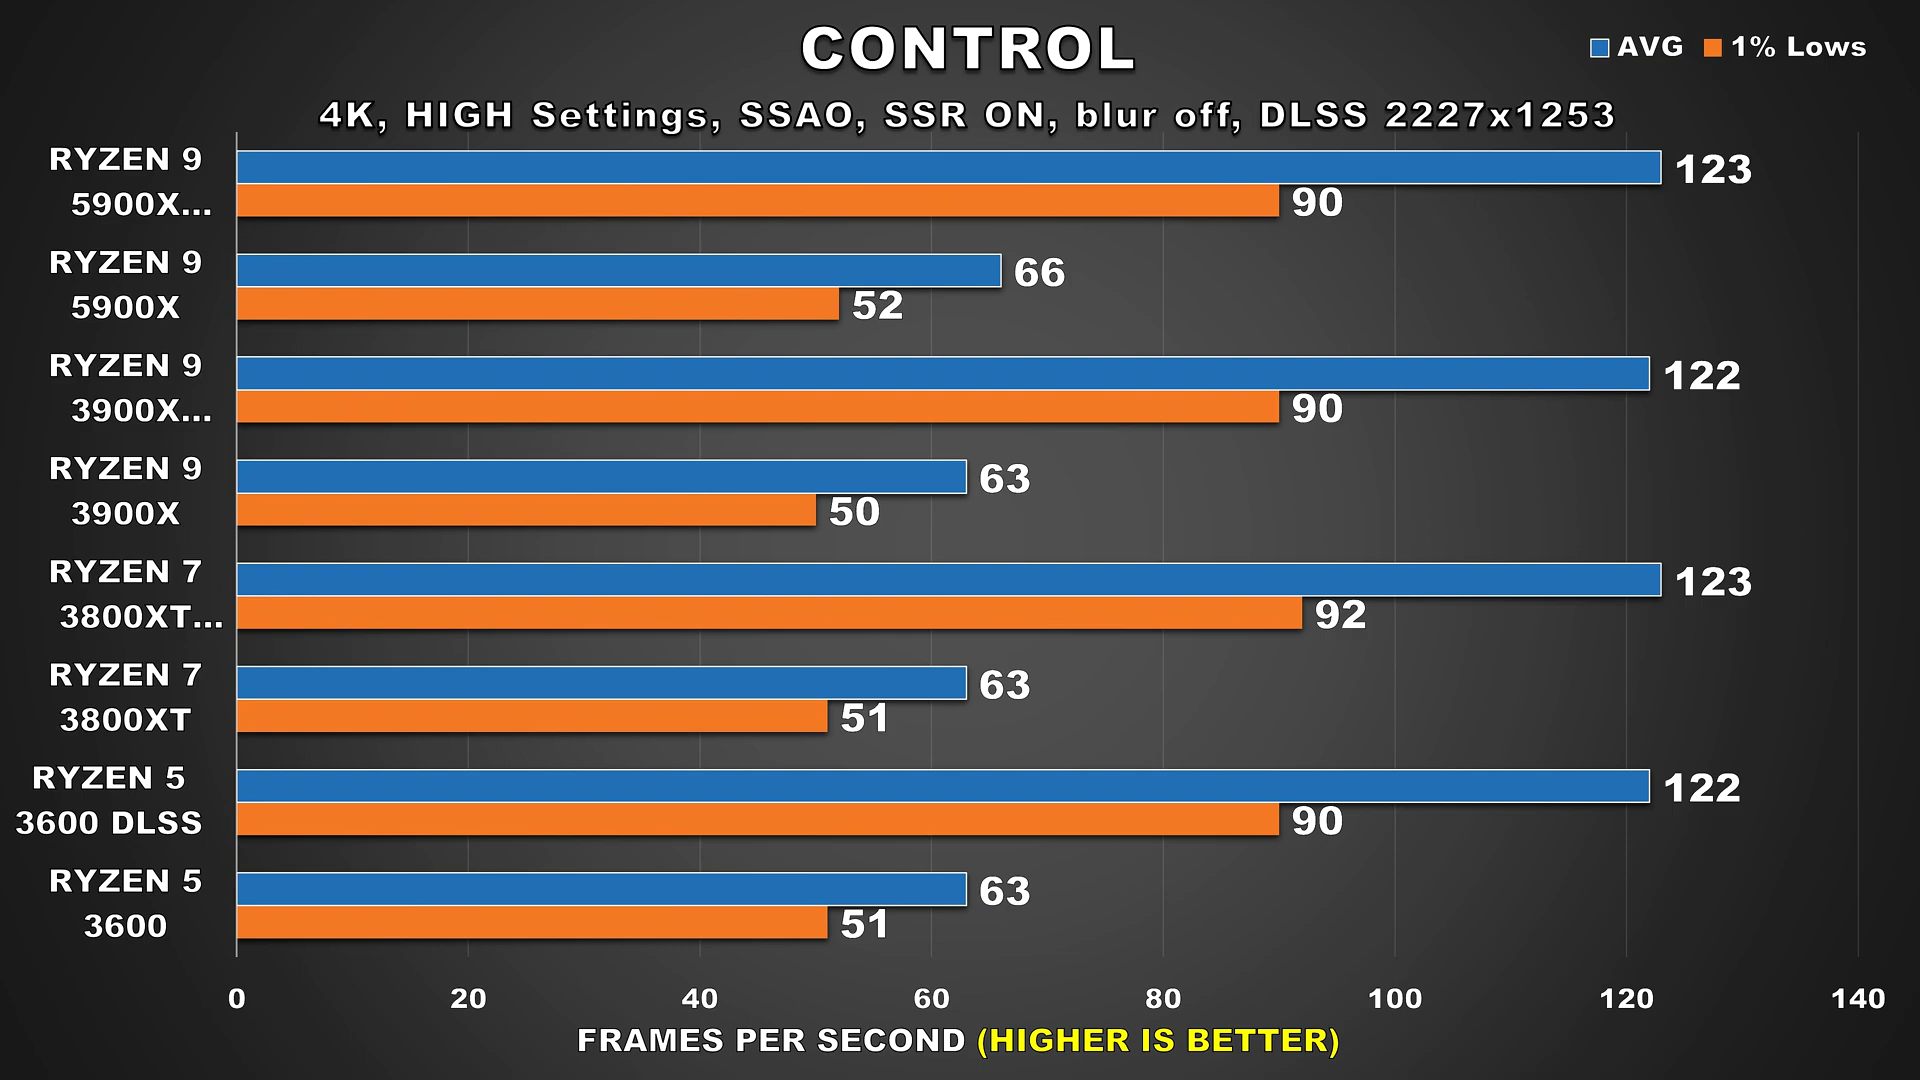 CONTROL
AVG 1% Lows
4K, HIGH Settings, SSAO, SSR ON, blur off, DLSS 2227x1253
RYZEN 9
5900X...
123
90
RYZEN 9
5900X
66
52
RYZEN 9
3900X...
122
90
RYZEN 9
3900X
63
50
RYZEN 7
3800XT...
123
92
RYZEN 7
3800XT
63
51
RYZEN 5
3600 DLSS
122
90
RYZEN 5
3600
63
51
0 20 40 60 80 100 120 140
FRAMES PER SECOND (HIGHER IS BETTER)